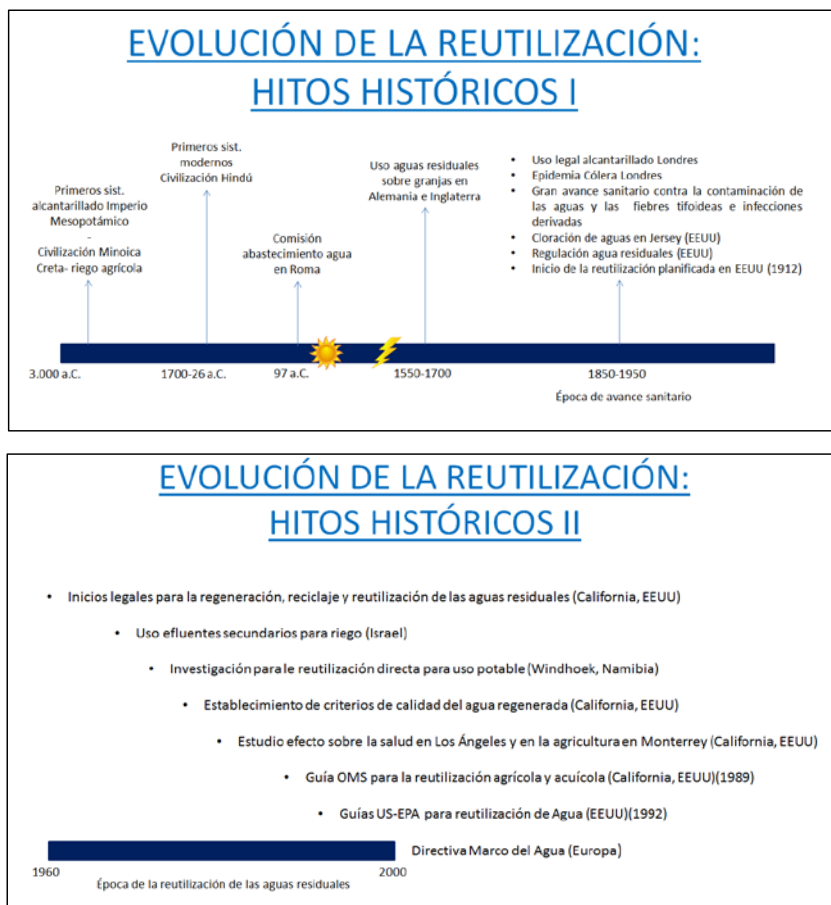 EVOLUCIÓN DE LA REUTILIZACIÓN:
HITOS HISTÓRICOS I
Primeros sist.
alcantarillado Imperio
Mesopotámico
-
Civilización Minoica
Creta- riego agrícola
Primeros sist.
modernos
Civilización Hindú
Comisión
abastecimiento agua
en Roma
Uso aguas residuales
sobre granjas en
Alemania e Inglaterra
• Uso legal alcantarillado Londres
• Epidemia Cólera Londres
• Gran avance sanitario contra la contaminación de
las aguas y las fiebres tifoideas e infecciones
derivadas
• Cloración de aguas en Jersey (EEUU)
• Regulación agua residuales (EEUU)
• Inicio de la reutilización planificada en EEUU (1912)
3.000 a.C.
1700-26 a.C.
97 a.C.
1550-1700
1850-1950
Época de avance sanitario
EVOLUCIÓN DE LA REUTILIZACIÓN:
HITOS HISTÓRICOS II
• Inicios legales para la regeneración, reciclaje y reutilización de las aguas residuales (California, EEUU)
• Uso efluentes secundarios para riego (Israel)
• Investigación para le reutilización directa para uso potable (Windhoek, Namibia)
• Establecimiento de criterios de calidad del agua regenerada (California, EEUU)
• Estudio efecto sobre la salud en Los Ángeles y en la agricultura en Monterrey (California, EEUU)
• Guía OMS para la reutilización agrícola y acuícola (California, EEUU)(1989)
• Guías US-EPA para reutilización de Agua (EEUU)(1992)
Directiva Marco del Agua (Europa)
1960
2000
Época de la reutilización de las aguas residuales